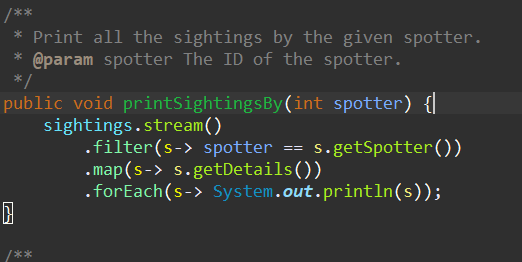 /**
 * Print all the sightings by the given spotter.
 * @param spotter The ID of the spotter.
 */
public void printSightingsBy(int spotter) {
    sightings.stream()
        .filter(s-> spotter == s.getSpotter())
        .map(s-> s.getDetails())
        .forEach(s-> System.out.println(s));
}
/**